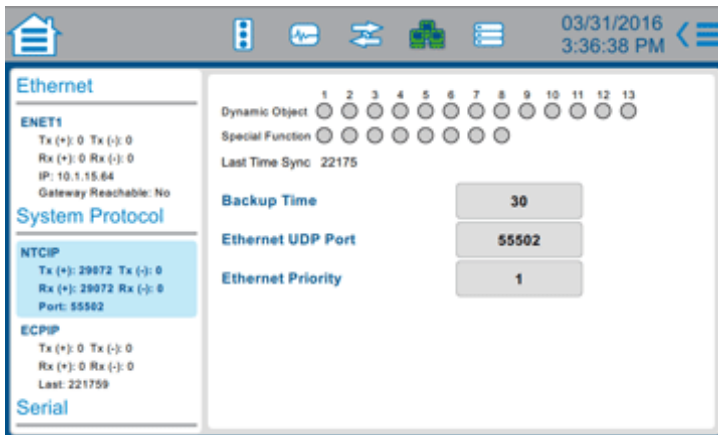 03/31/2016
3:36:38 PM
Ethernet
ENET1
Tx (+): 0 Tx (-): 0
Rx (+): 0 Rx (-): 0
IP: 10.1.15.64
Gateway Reachable: No
System Protocol
NTCIP
Tx (+): 29072 Tx (-): 0
Rx (+): 29072 Rx (-): 0
Port: 55502
ECPIP
Tx (+): 0 Tx (-): 0
Rx (+): 0 Rx (-): 0
Last: 221759
Serial
1 2 3 4 5 6 7 8 9 10 11 12 13
Dynamic Object
Special Function
Last Time Sync 22175
Backup Time 30
Ethernet UDP Port 55502
Ethernet Priority 1